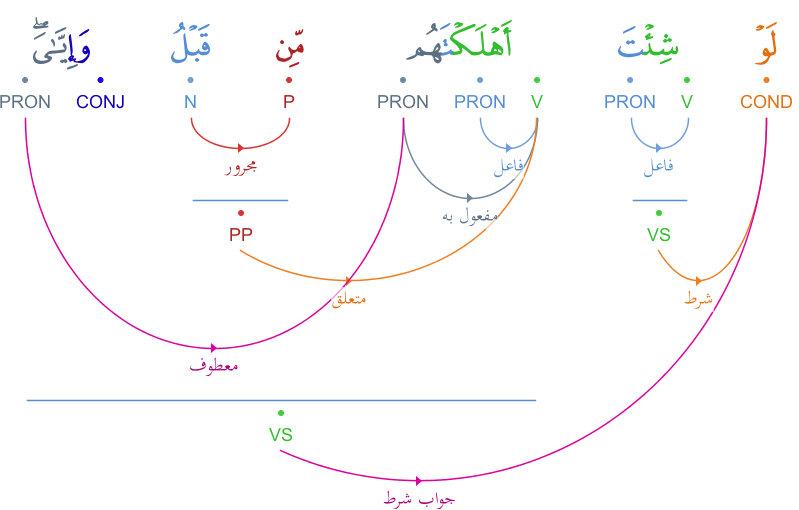 لَوْ شِئْتَ أَهْلَكْتَهُم مِّن قَبْلُ وَإِيَّـٰىَ ۖ
COND V PRON V PRON PRON P N CONJ PRON
فاعل فاعل مجرور
مفعول به
VS PP
شرط متعلق
معطوف
VS
جواب شرط